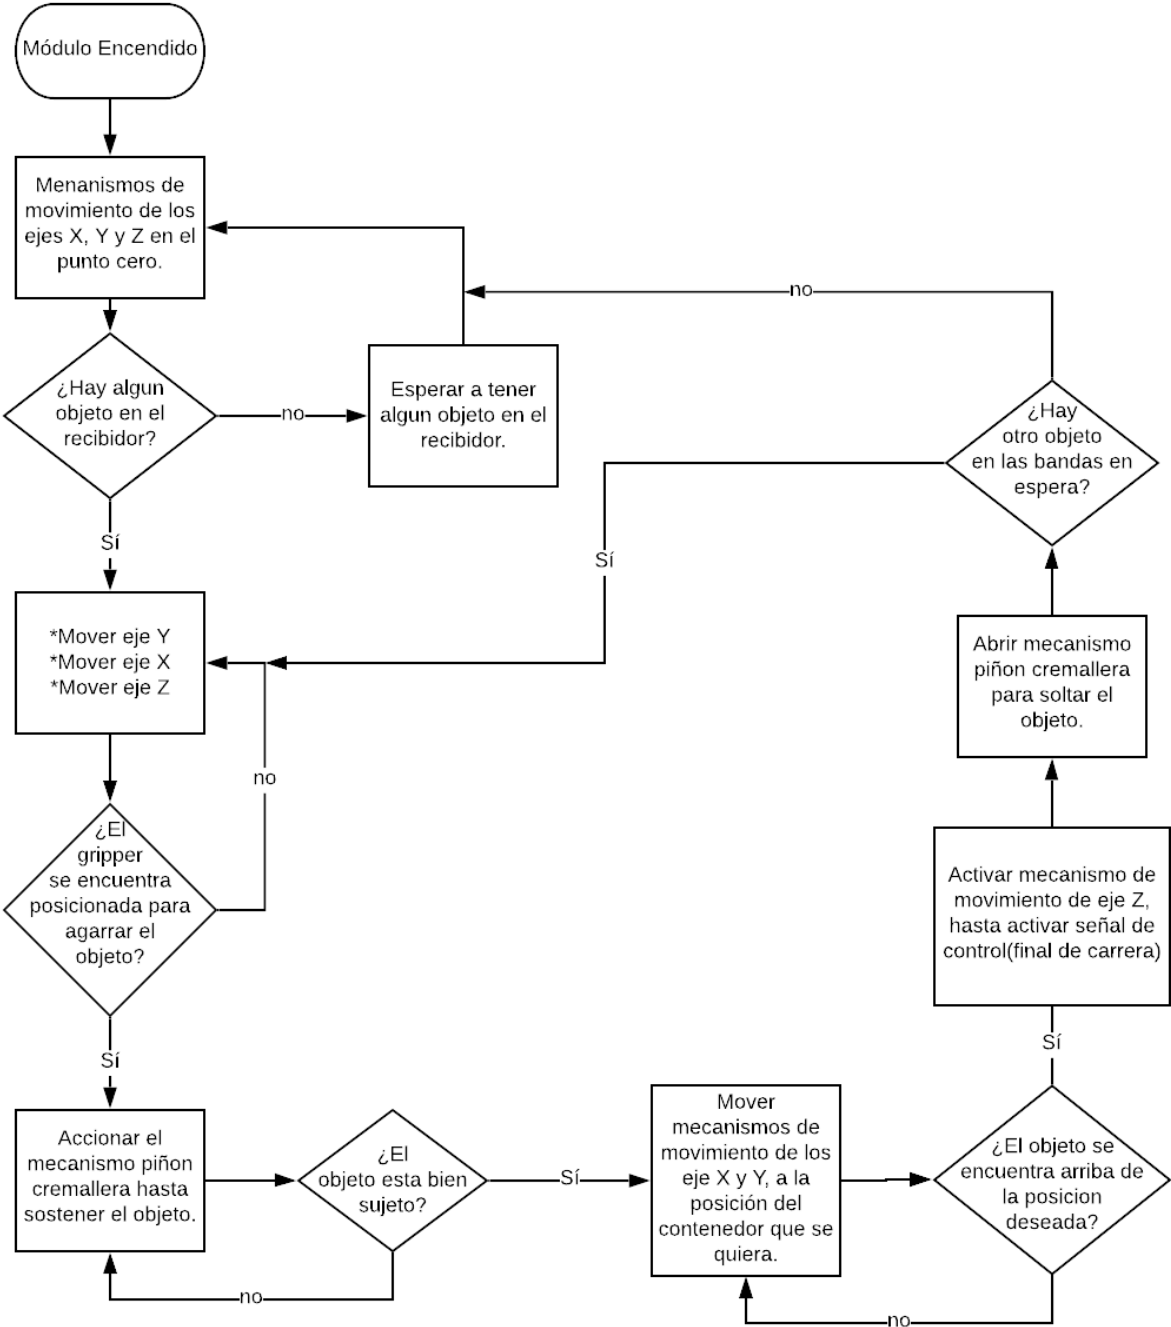 Módulo Encendido
Menanismos de
movimiento de los
ejes X, Y y Z en el
punto cero.
¿Hay algun
objeto en el
recibidor?
no
Esperar a tener
algun objeto en el
recibidor.
no
¿Hay
otro objeto
en las bandas en
espera?
Sí
Sí
*Mover eje Y
*Mover eje X
*Mover eje Z
no
¿El
gripper
se encuentra
posicionada para
agarrar el
objeto?
Sí
Accionar el
mecanismo piñon
cremallera hasta
sostener el objeto.
¿El
objeto esta bien
sujeto?
no
Sí
Mover
mecanismos de
movimiento de los
eje X y Y, a la
posición del
contenedor que se
quiera.
¿El objeto se
encuentra arriba de
la posicion
deseada?
no
Sí
Activar mecanismo de
movimiento de eje Z,
hasta activar señal de
control(final de carrera)
Abrir mecanismo
piñon cremallera
para soltar el
objeto.